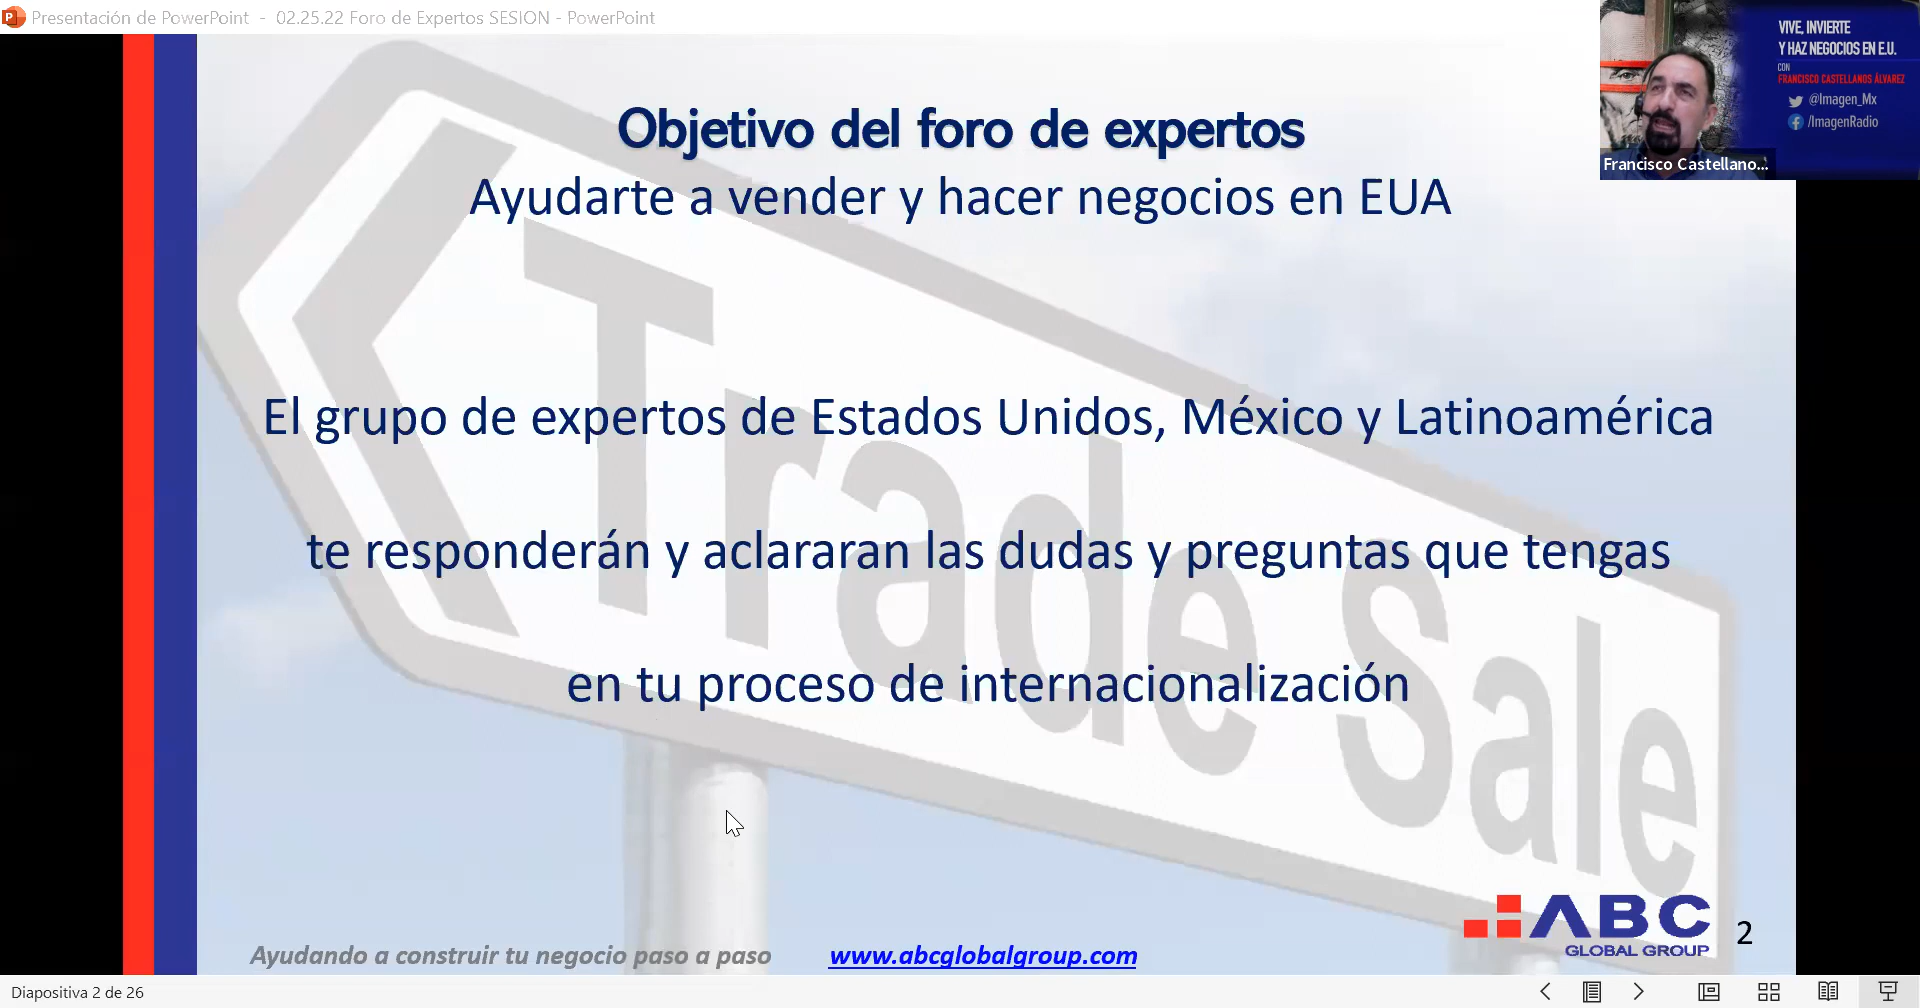 Presentación de PowerPoint - 02.25.22 Foro de Expertos SESION - PowerPoint
VIVE, INVIERTE
Y HAZ NEGOCIOS EN E.U.
CON
FRANCISCO CASTELLANOS ÁLVAREZ
@Imagen_Mx
/ImagenRadio
Francisco Castellano...
Objetivo del foro de expertos
Ayudarte a vender y hacer negocios en EUA
El grupo de expertos de Estados Unidos, México y Latinoamérica
te responderán y aclararan las dudas y preguntas que tengas
en tu proceso de internacionalización
Trade Sale
ABC
GLOBAL GROUP
2
Ayudando a construir tu negocio paso a paso
www.abcglobalgroup.com
Diapositiva 2 de 26